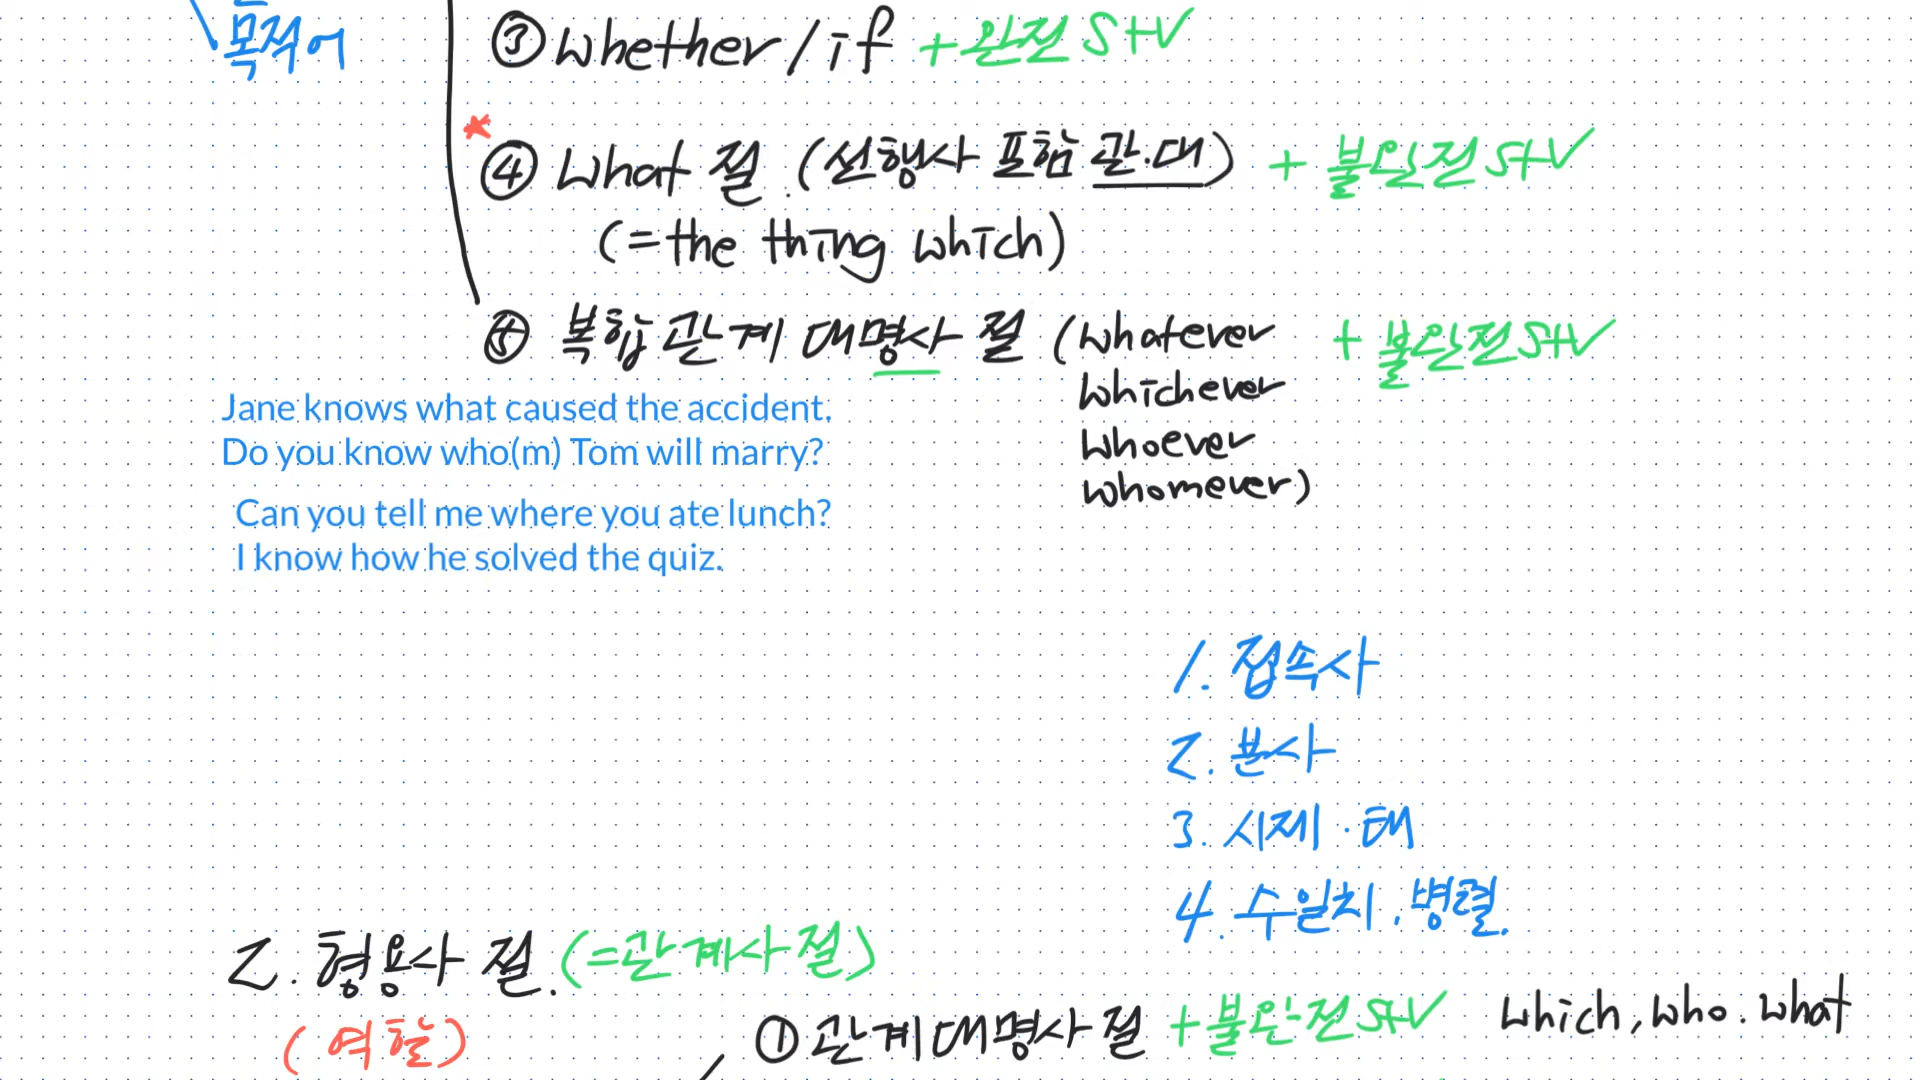 목적어
③ whether/if + 완전 S+V
④ what 절. (선행사 포함 관.대) + 불완전 S+V
(=the thing which)
⑤ 복합관계대명사절 (whatever + 불완전 S+V
whichever
whoever
whomever)
Jane knows what caused the accident.
Do you know who(m) Tom will marry?
Can you tell me where you ate lunch?
I know how he solved the quiz.
1. 접속사
2. 분사
3. 시제·태
4. 수일치. 병렬.
2. 형용사 절. (=관계사절)
(역할)
① 관계대명사절 + 불완전 S+V which, who. what